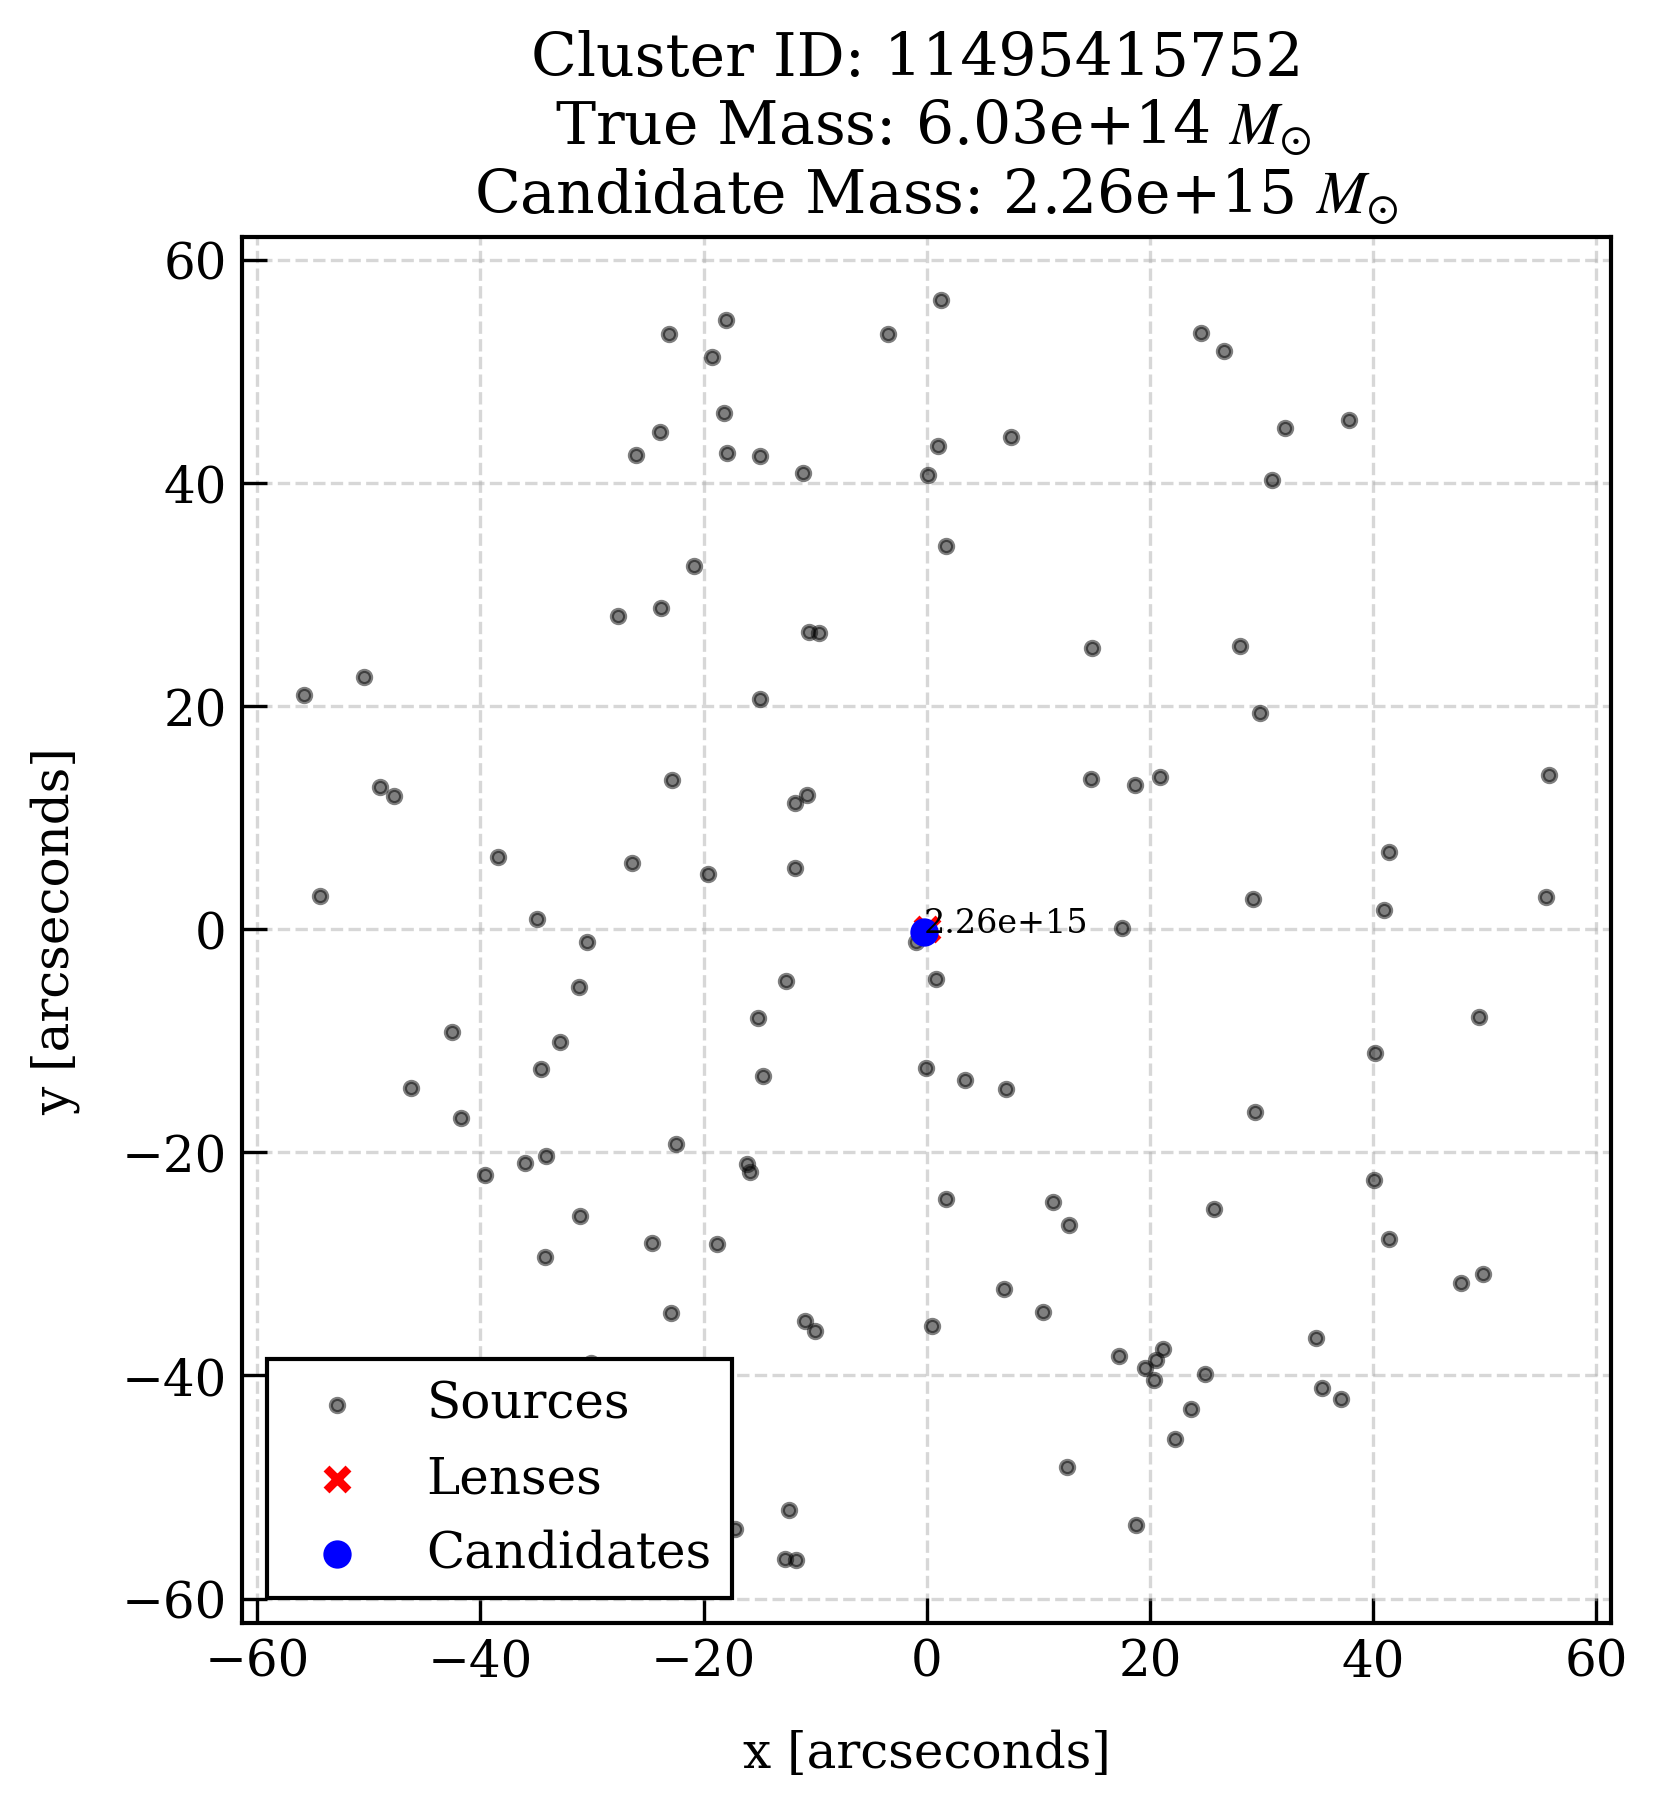 Cluster ID: 11495415752
True Mass: 6.03e+14 M⊙
Candidate Mass: 2.26e+15 M⊙
60
40
20
0
−20
−40
−60
y [arcseconds]
2.26e+15
Sources
Lenses
Candidates
−60 −40 −20 0 20 40 60
x [arcseconds]